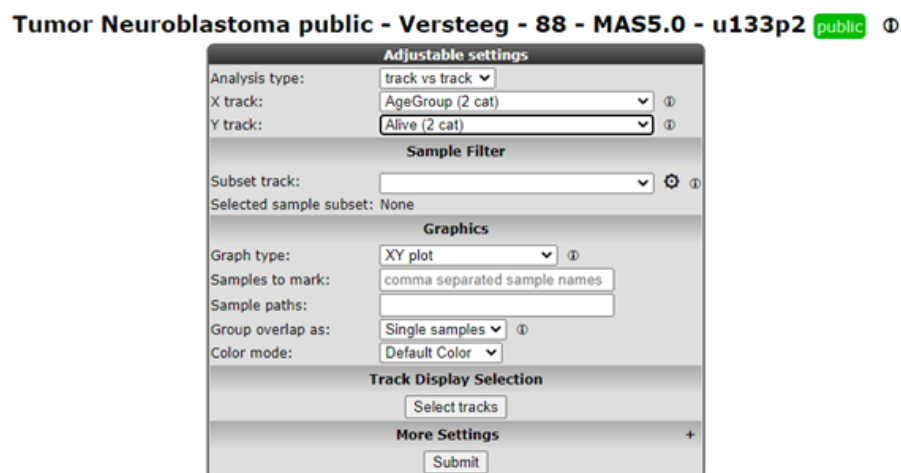 Tumor Neuroblastoma public - Versteeg - 88 - MAS5.0 - u133p2 public
Adjustable settings
Analysis type: track vs track
X track: AgeGroup (2 cat)
Y track: Alive (2 cat)
Sample Filter
Subset track:
Selected sample subset: None
Graphics
Graph type: XY plot
Samples to mark: comma separated sample names
Sample paths:
Group overlap as: Single samples
Color mode: Default Color
Track Display Selection
Select tracks
More Settings +
Submit